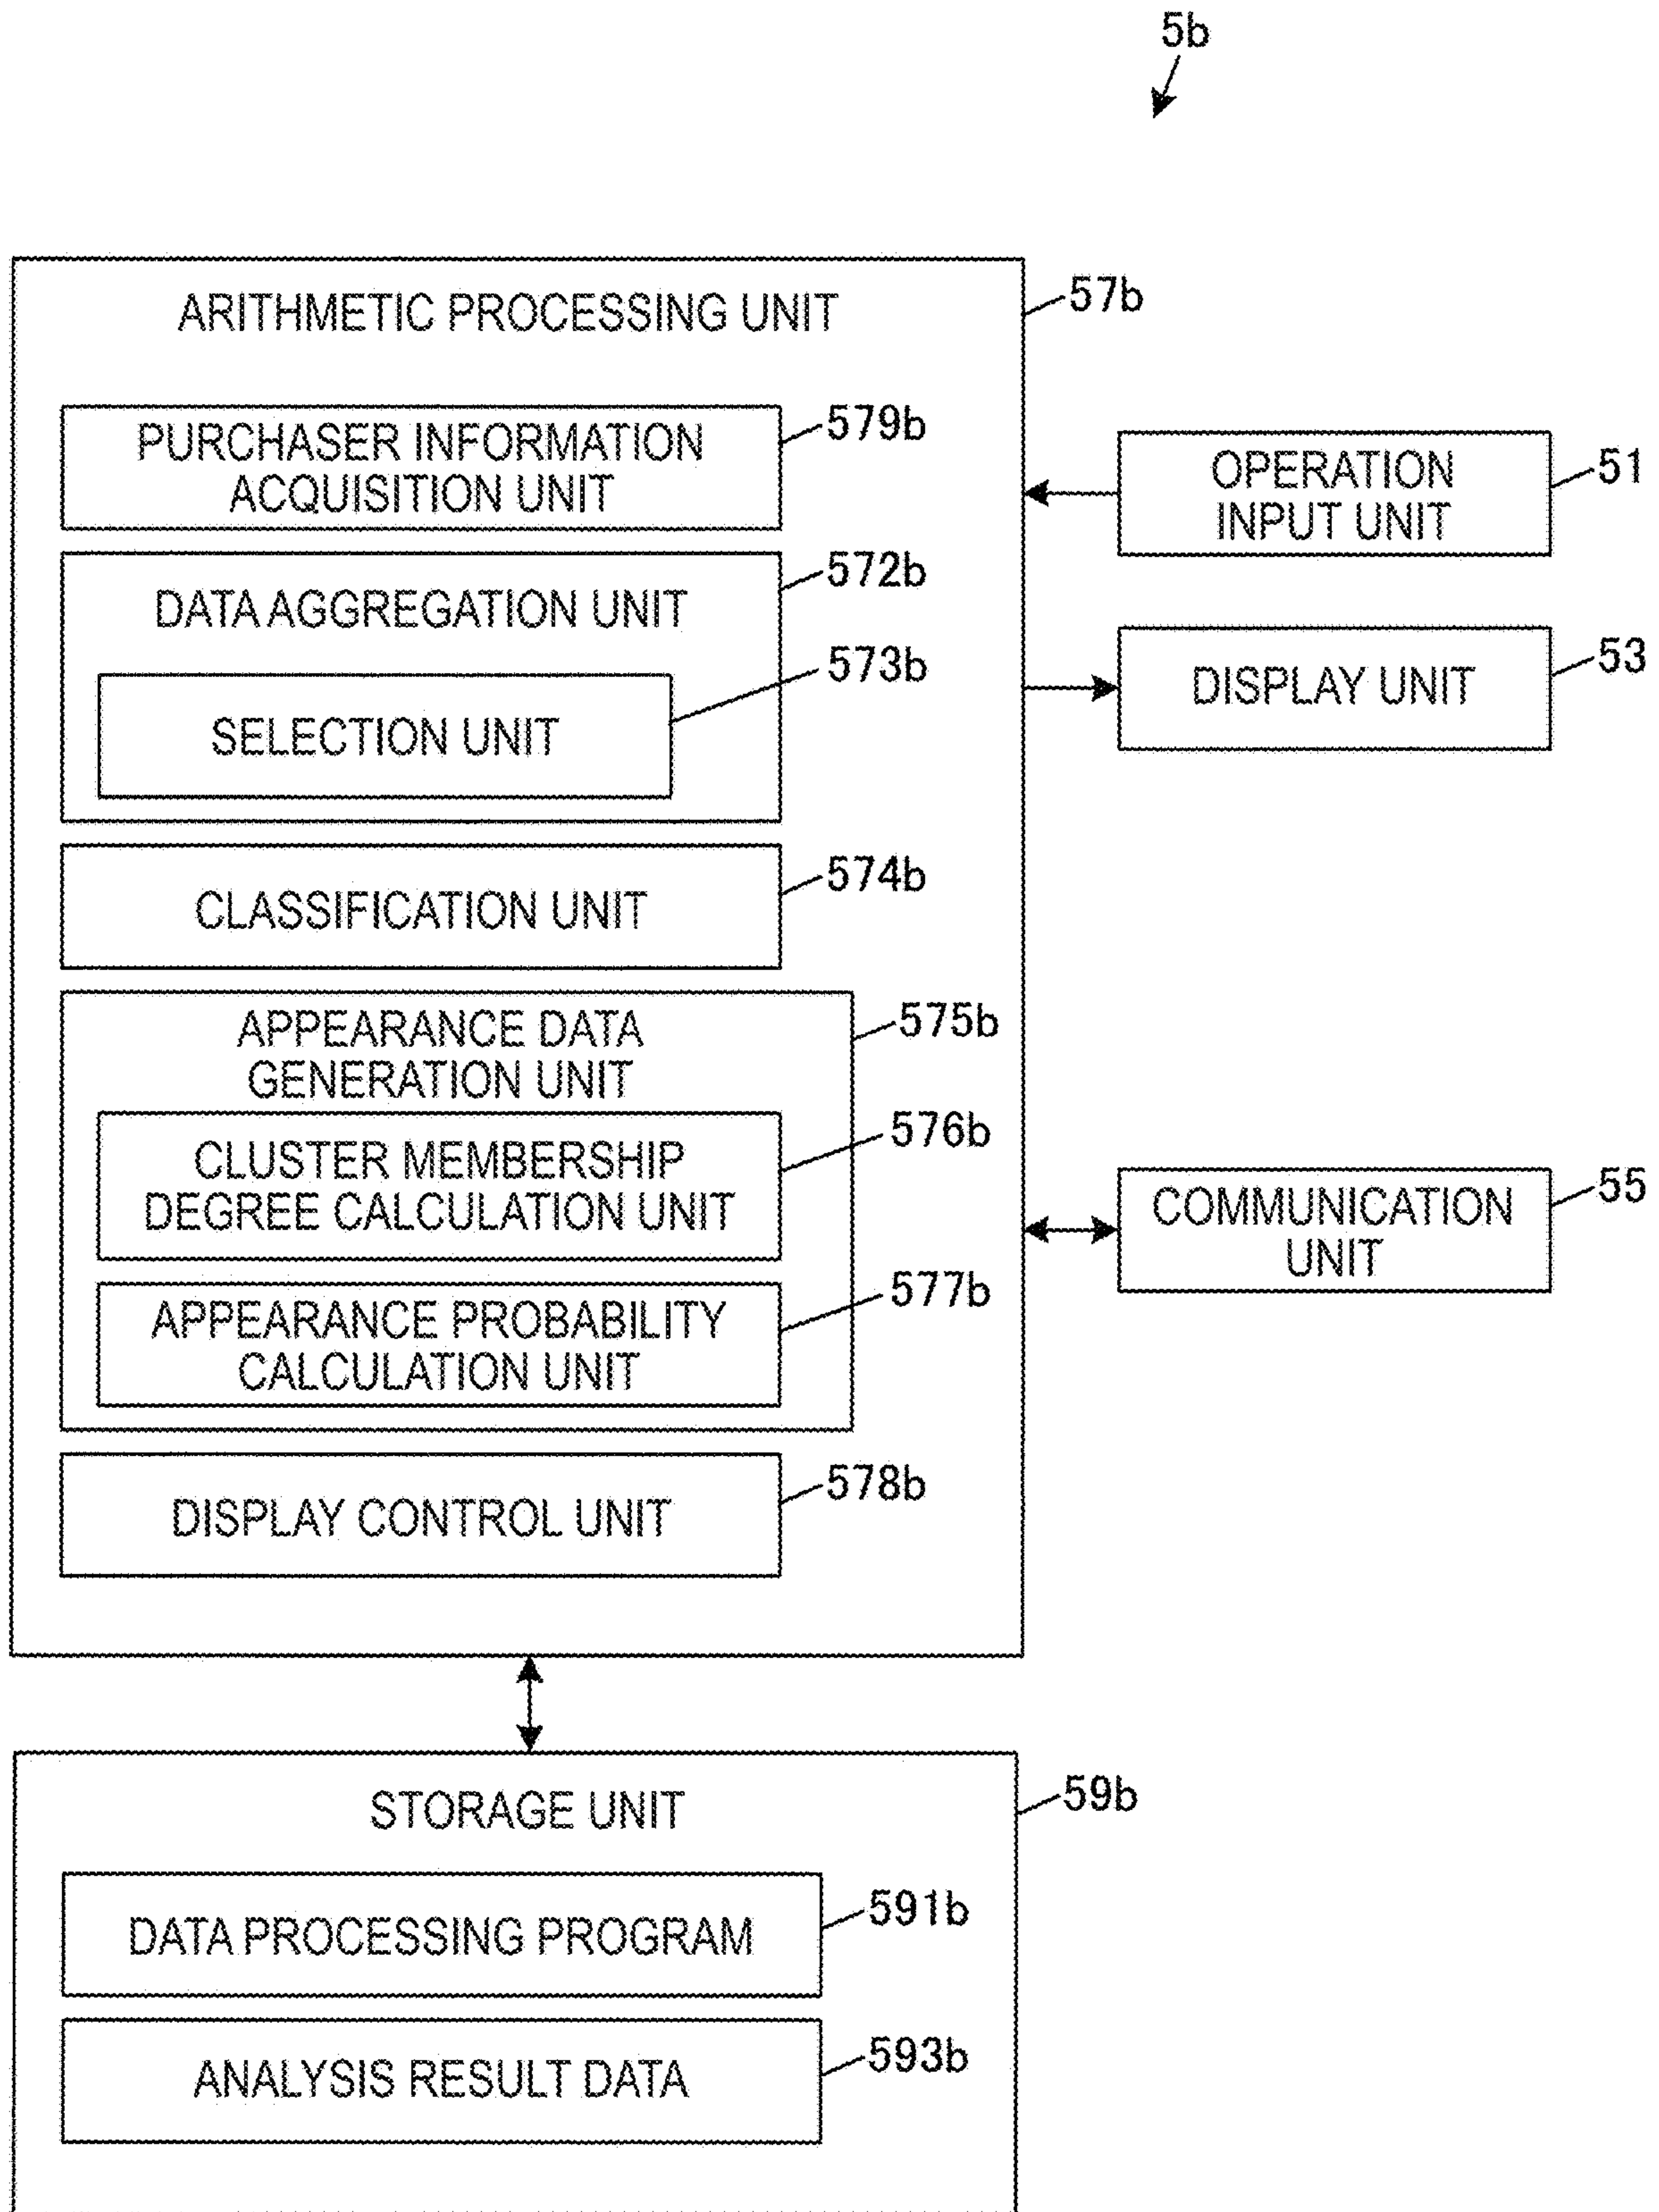 5b
ARITHMETIC PROCESSING UNIT
57b
PURCHASER INFORMATION
ACQUISITION UNIT
579b
OPERATION
INPUT UNIT
51
DATA AGGREGATION UNIT
572b
SELECTION UNIT
573b
DISPLAY UNIT
53
CLASSIFICATION UNIT
574b
APPEARANCE DATA
GENERATION UNIT
575b
CLUSTER MEMBERSHIP
DEGREE CALCULATION UNIT
576b
COMMUNICATION
UNIT
55
APPEARANCE PROBABILITY
CALCULATION UNIT
577b
DISPLAY CONTROL UNIT
578b
STORAGE UNIT
59b
DATA PROCESSING PROGRAM
591b
ANALYSIS RESULT DATA
593b